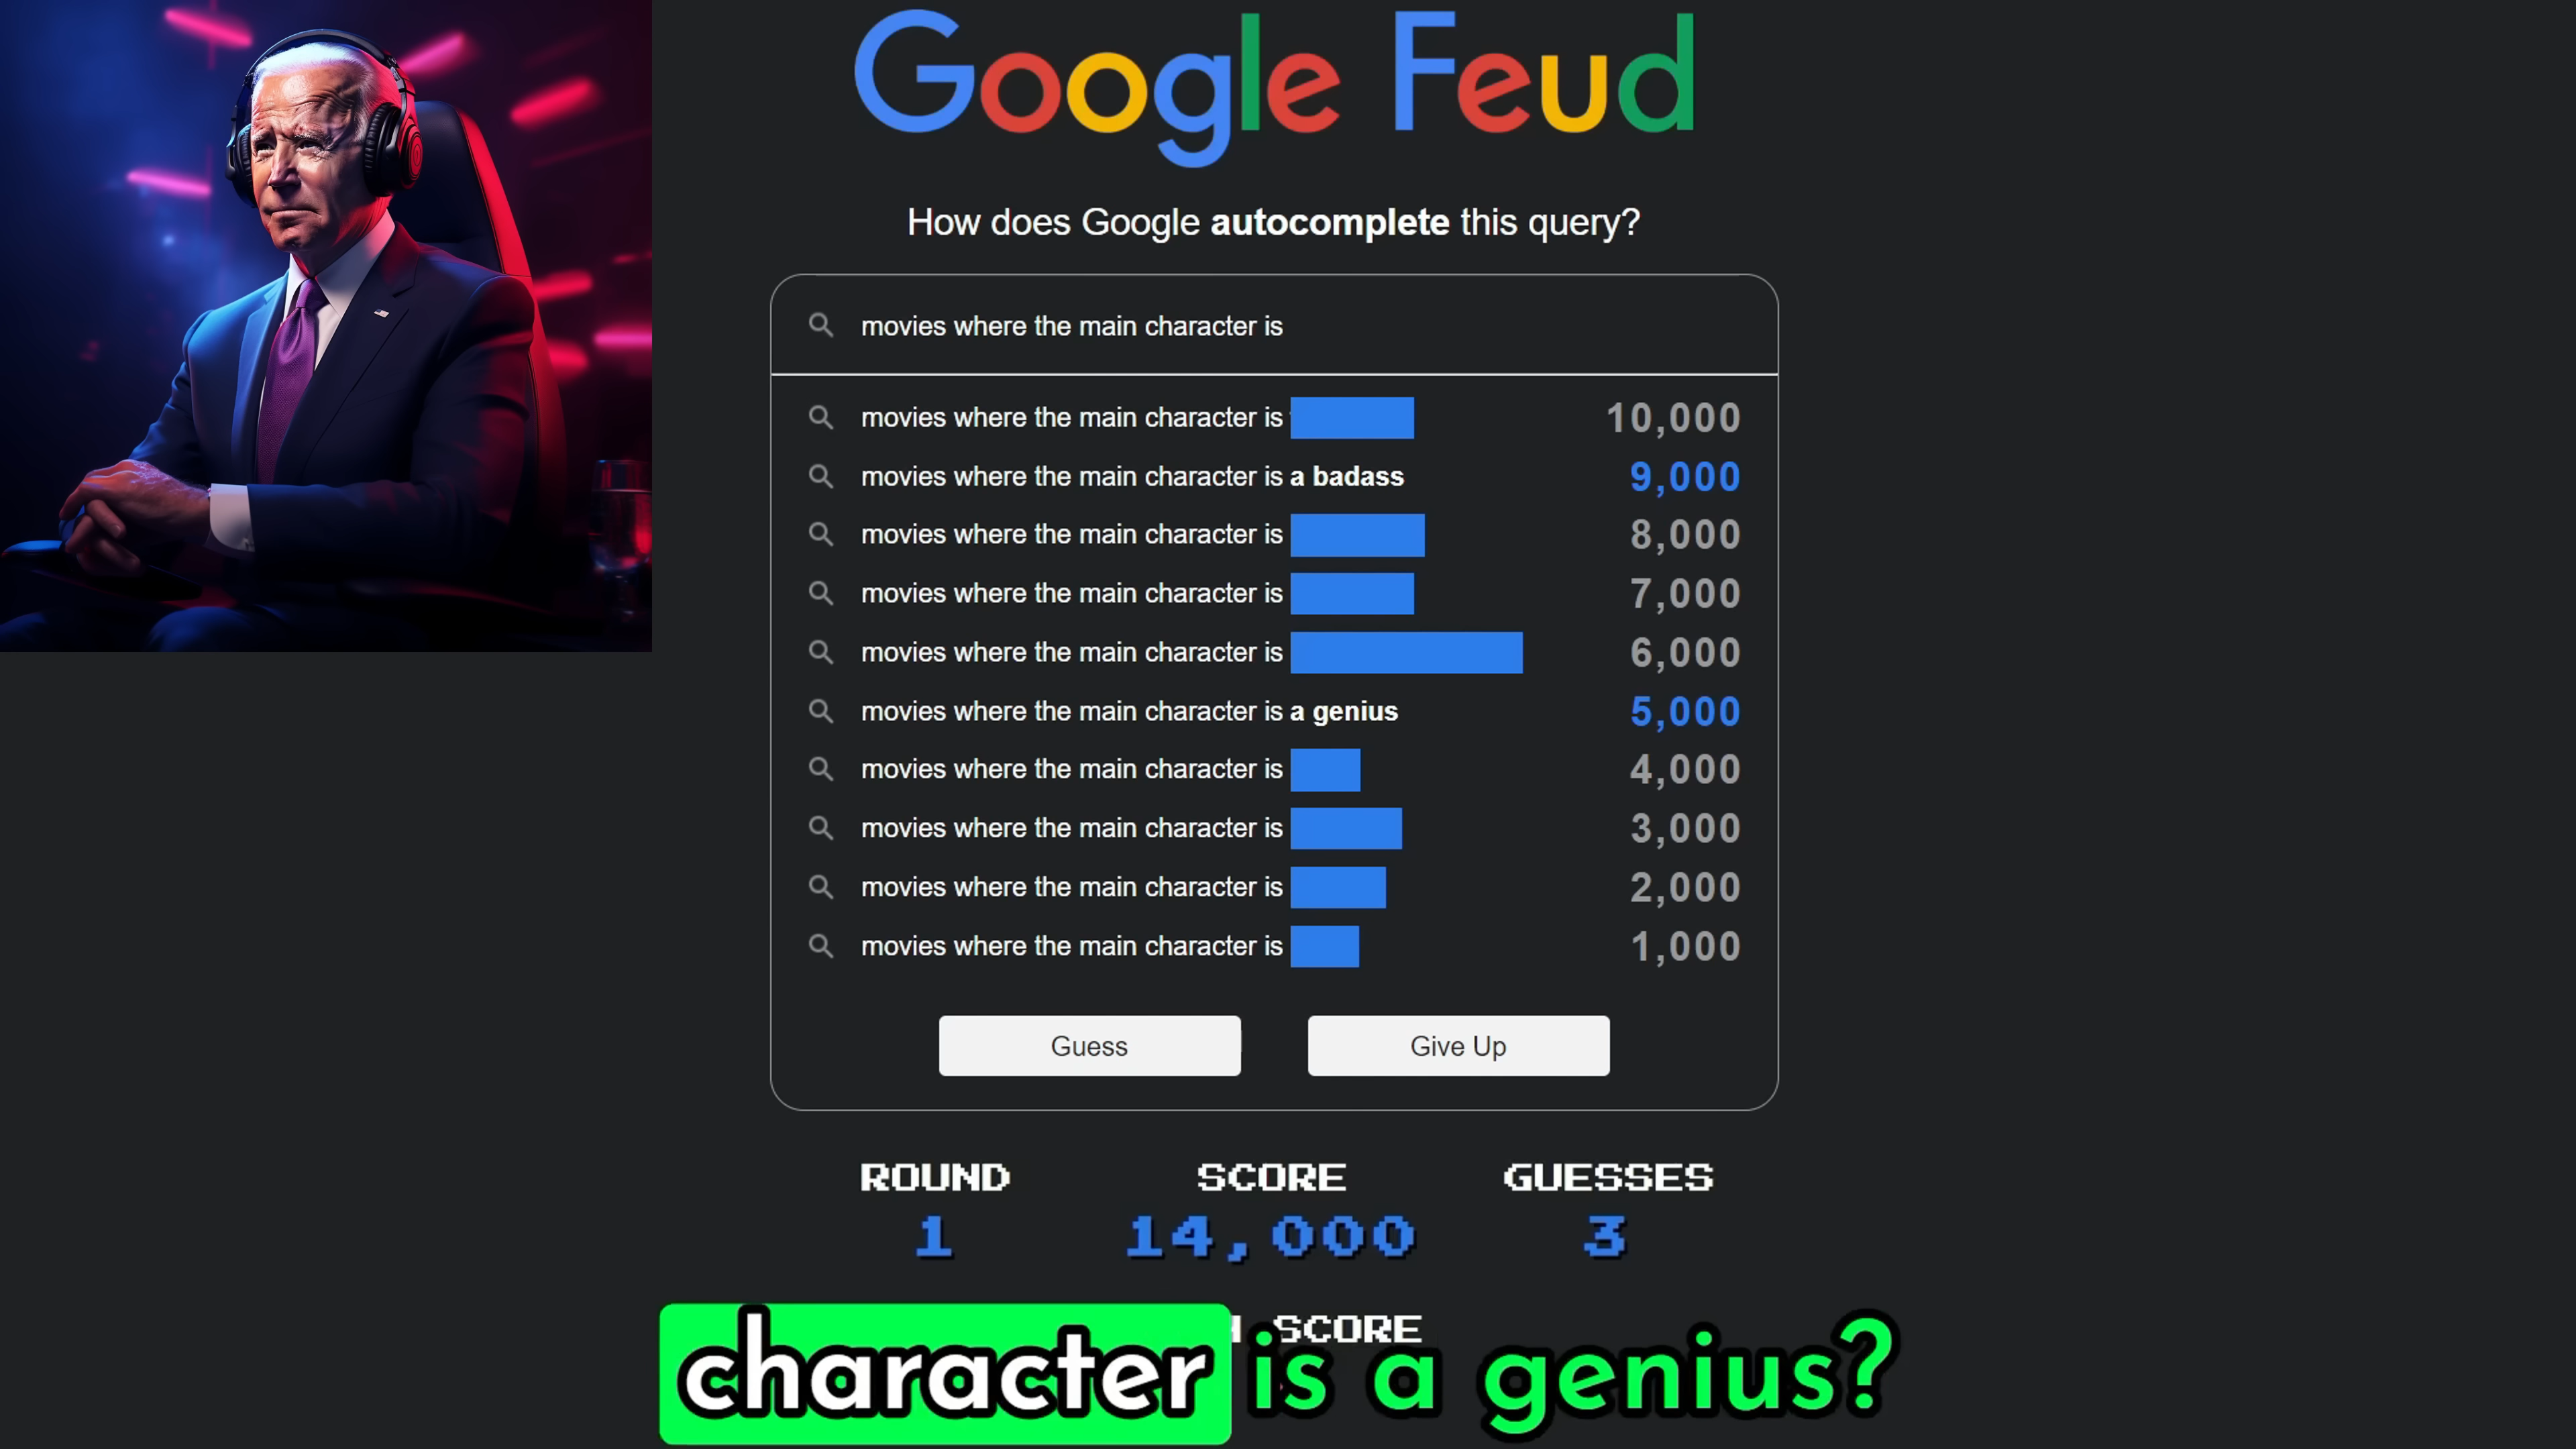 Google Feud
How does Google autocomplete this query?
movies where the main character is
movies where the main character is 10,000
movies where the main character is a badass 9,000
movies where the main character is 8,000
movies where the main character is 7,000
movies where the main character is 6,000
movies where the main character is a genius 5,000
movies where the main character is 4,000
movies where the main character is 3,000
movies where the main character is 2,000
movies where the main character is 1,000
Guess Give Up
ROUND SCORE GUESSES
1 14,000 3
SCORE
character is a genius?